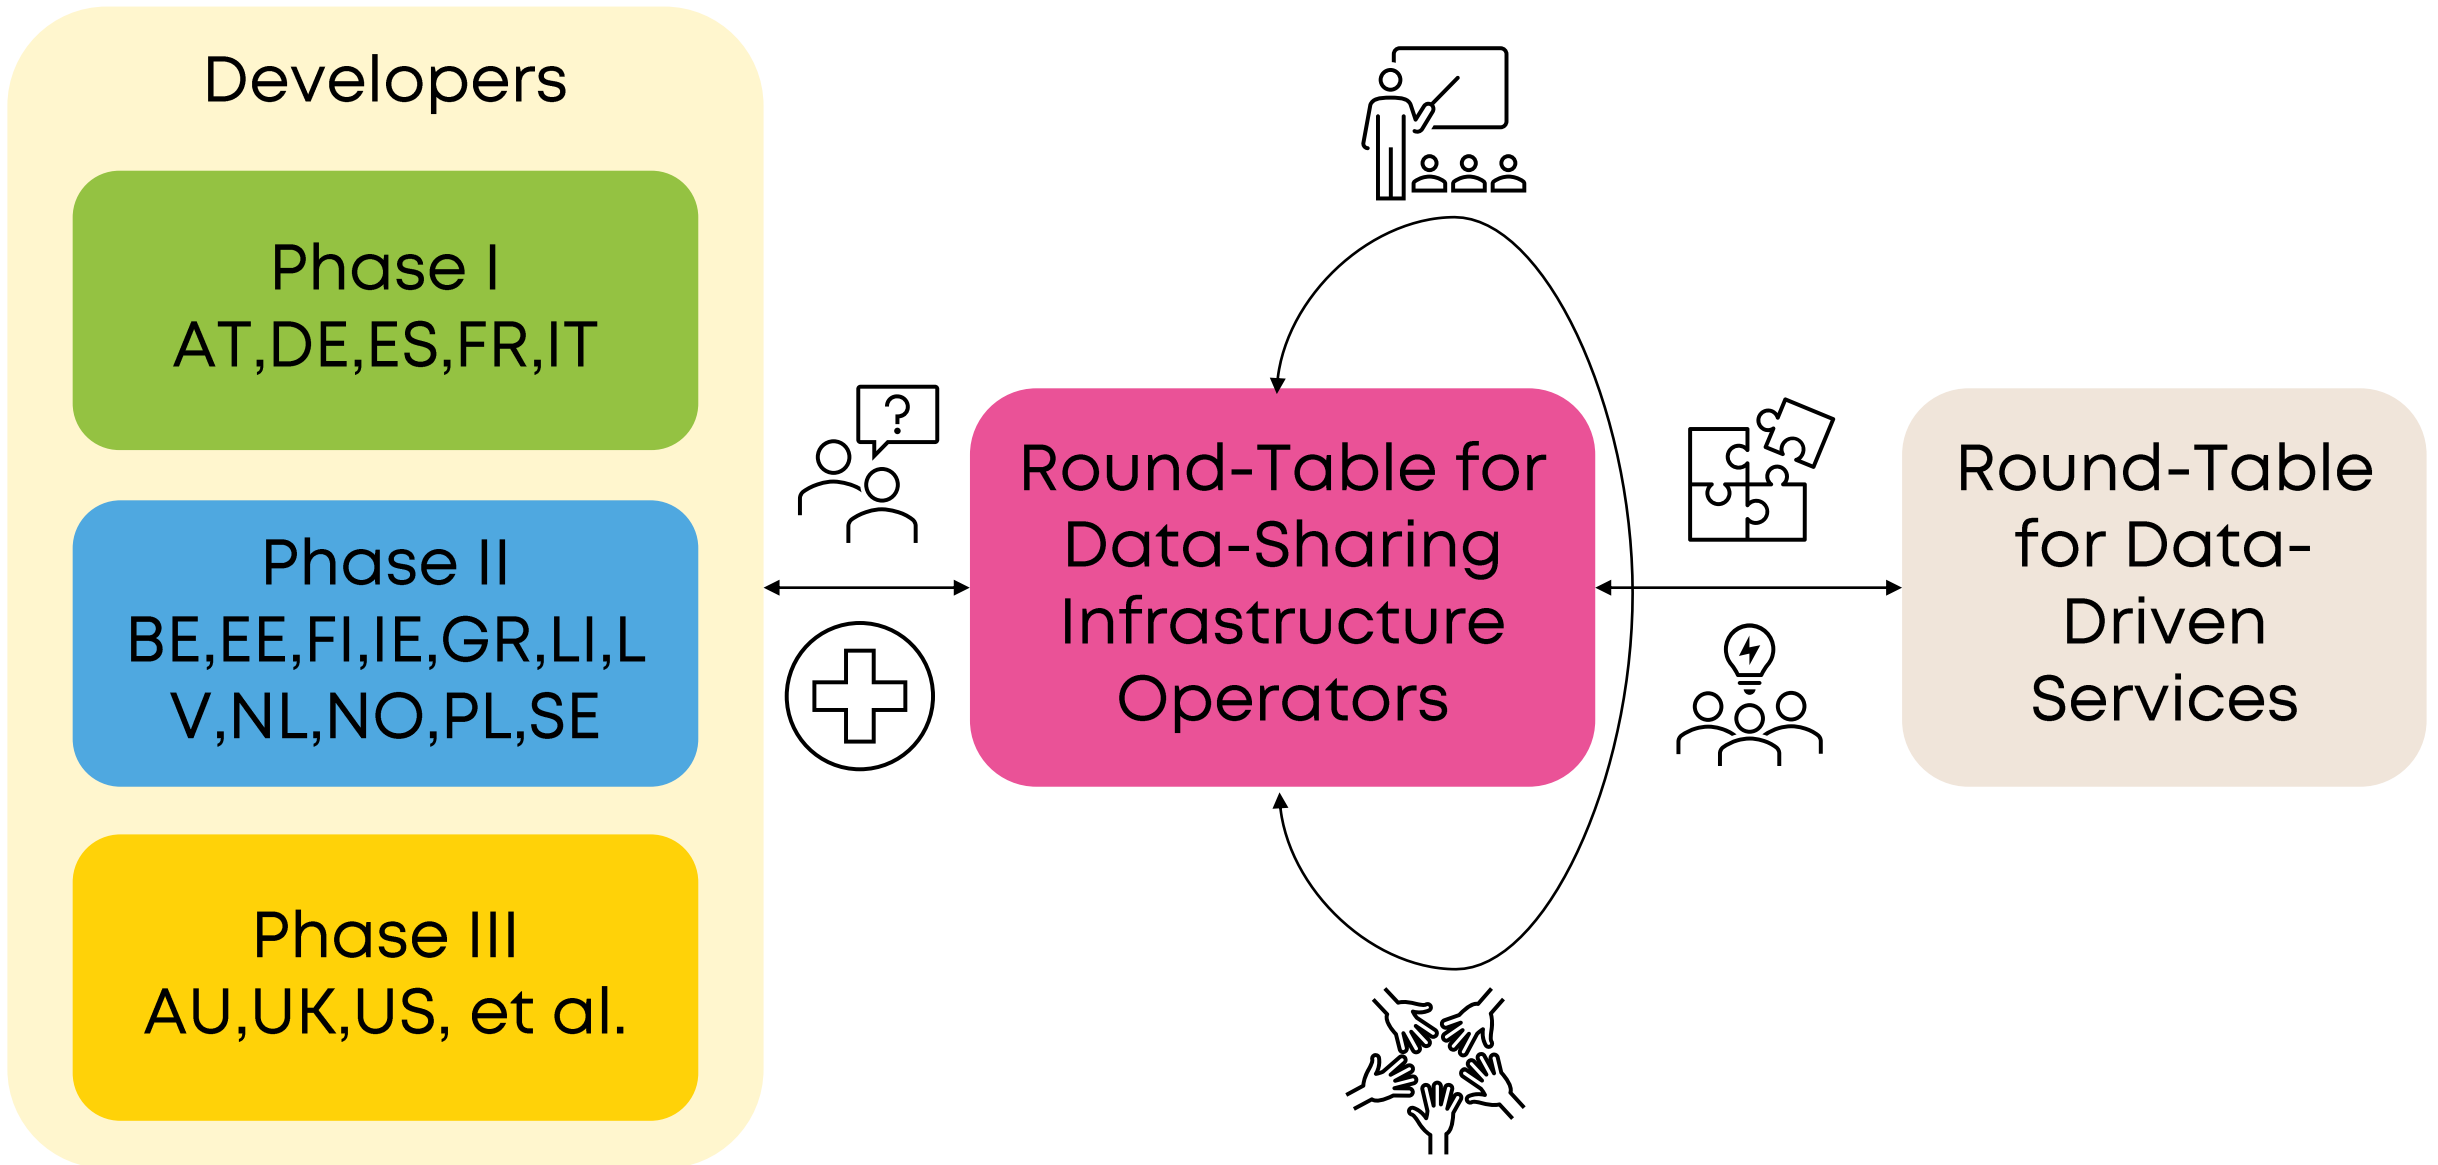 Developers
Phase I
AT,DE,ES,FR,IT
Phase II
BE,EE,FI,IE,GR,LI,L
V,NL,NO,PL,SE
Phase III
AU,UK,US, et al.
?
Round-Table for
Data-Sharing
Infrastructure
Operators
Round-Table
for Data-
Driven
Services